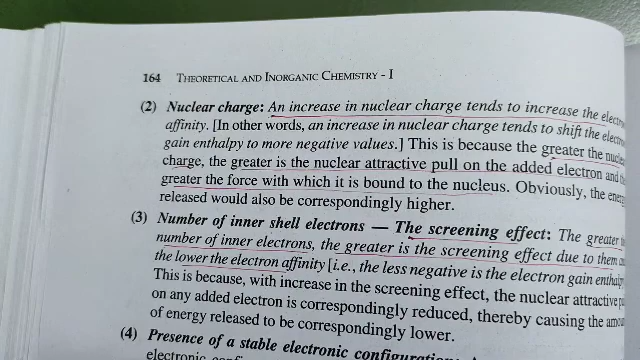 164 THEORETICAL AND INORGANIC CHEMISTRY - I
(2) Nuclear charge: An increase in nuclear charge tends to increase the
affinity. [In other words, an increase in nuclear charge tends to shift the
gain enthalpy to more negative values.] This is because the greater the
charge, the greater is the nuclear attractive pull on the added electron and
greater the force with which it is bound to the nucleus. Obviously, the
released would also be correspondingly higher.
(3) Number of inner shell electrons — The screening effect: The greater
number of inner electrons, the greater is the screening effect due to them
the lower the electron affinity [i.e., the less negative is the electron gain
This is because, with increase in the screening effect, the nuclear attractive
on any added electron is correspondingly reduced, thereby causing the
of energy released to be correspondingly lower.
(4) Presence of a stable electronic
electronic